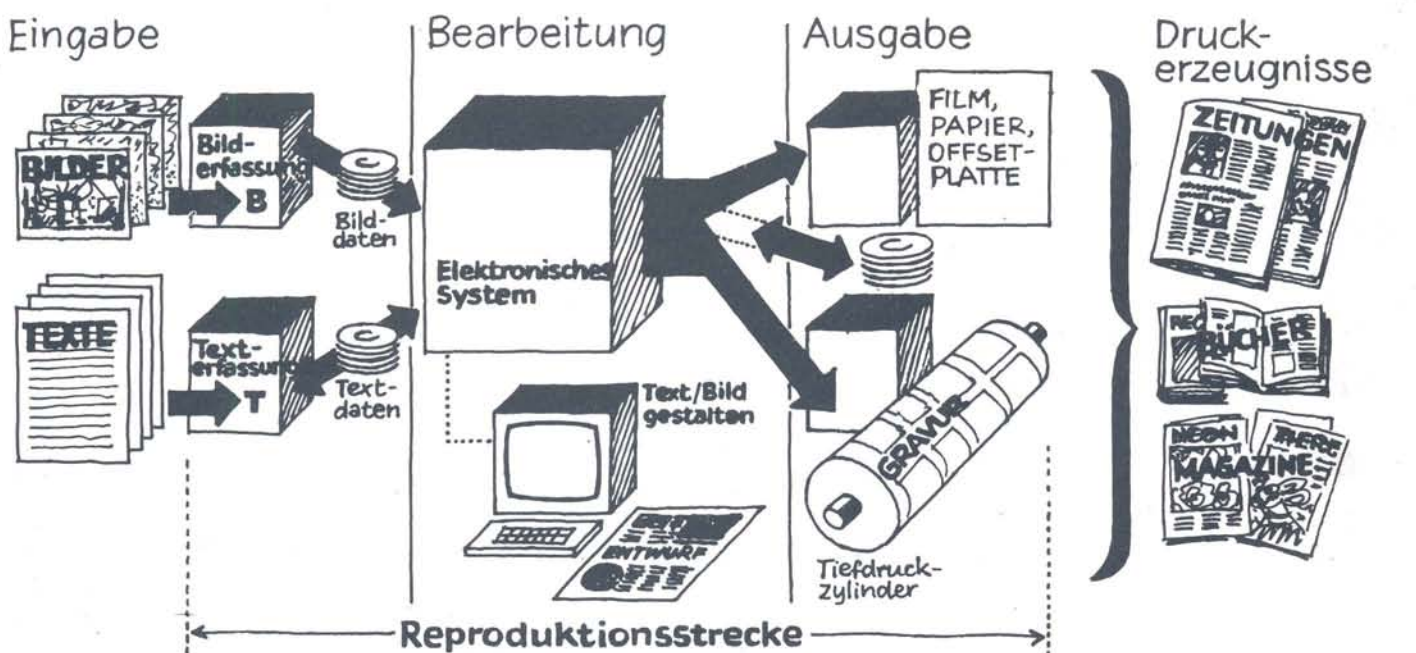 Eingabe
Bearbeitung
Ausgabe
Druck-
erzeugnisse
BILDER
Bild-
erfassung
B
Bild-
daten
TEXTE
Text-
erfassung
T
Text-
daten
Elektronisches
System
Text/Bild
gestalten
ENTWURF
FILM,
PAPIER,
OFFSET-
PLATTE
GRAVUR
Tiefdruck-
zylinder
ZEITUNGEN
BÜCHER
MAGAZINE
Reproduktionsstrecke